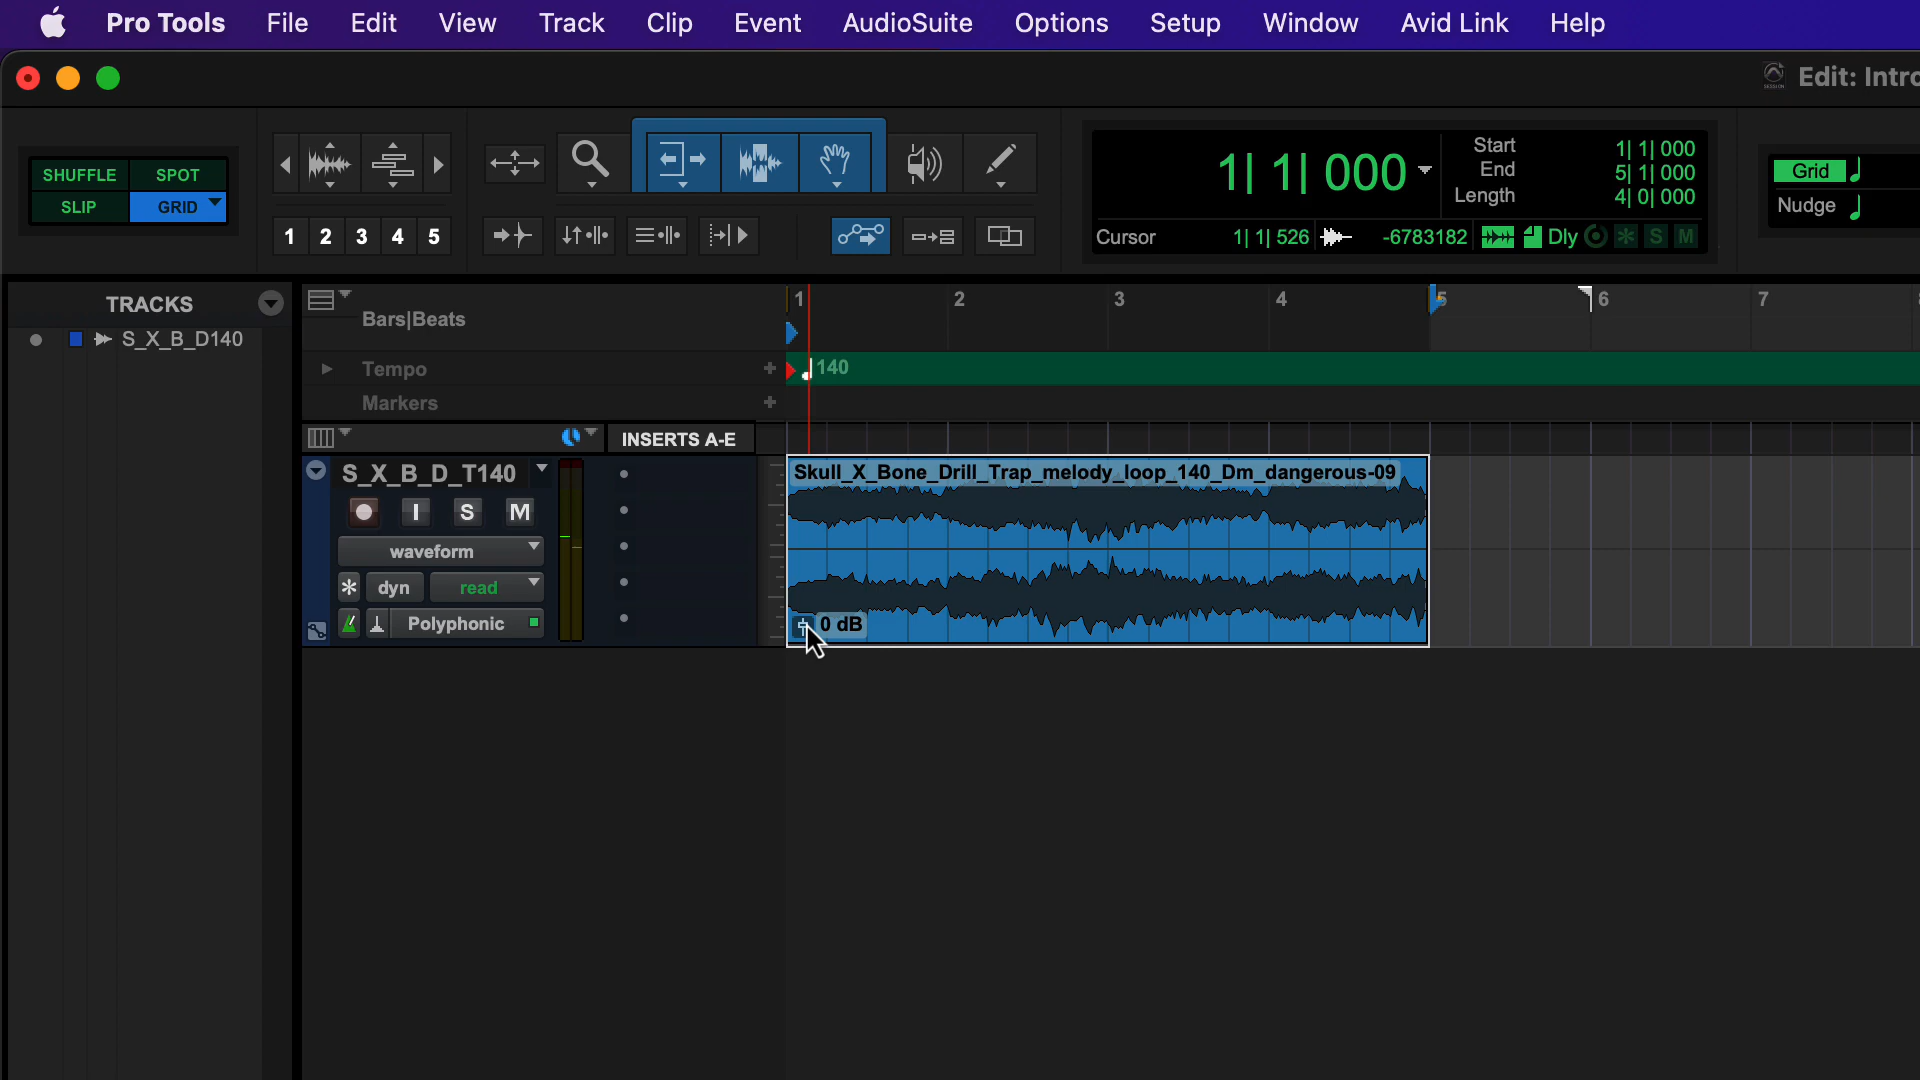 Pro Tools File Edit View Track Clip Event AudioSuite Options Setup Window Avid Link Help
Edit: Intro
SHUFFLE SPOT
SLIP GRID
1 2 3 4 5
1| 1| 000
Start 1| 1| 000
End 5| 1| 000
Length 4| 0| 000
Cursor 1| 1| 526 -6783182 Dly S M
Grid
Nudge
TRACKS
S_X_B_D140
Bars|Beats 1 2 3 4 5 6 7
Tempo 140
Markers
INSERTS A-E
S_X_B_D_T140
I S M
waveform
dyn read
Polyphonic
Skull_X_Bone_Drill_Trap_melody_loop_140_Dm_dangerous-09
0 dB